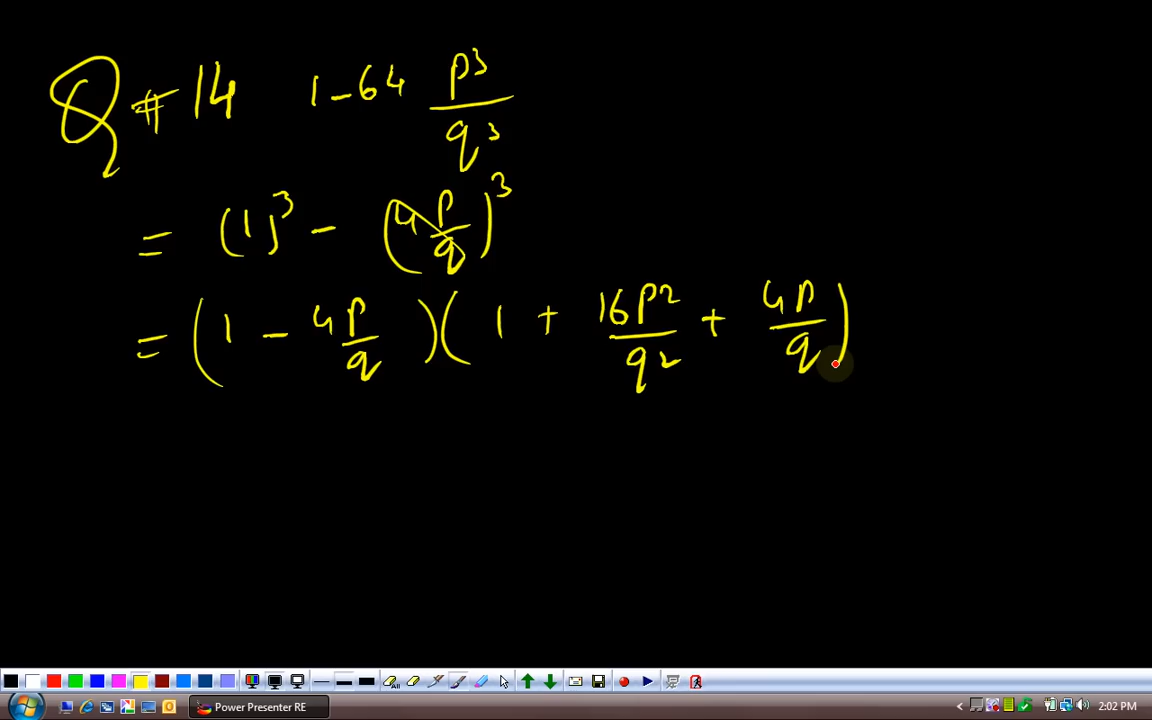 Q # 14 1-64 p³/q³
= (1)³ - (4p/q)³
= (1 - 4p/q)(1 + 16p²/q² + 4p/q)
Power Presenter RE
2:02 PM